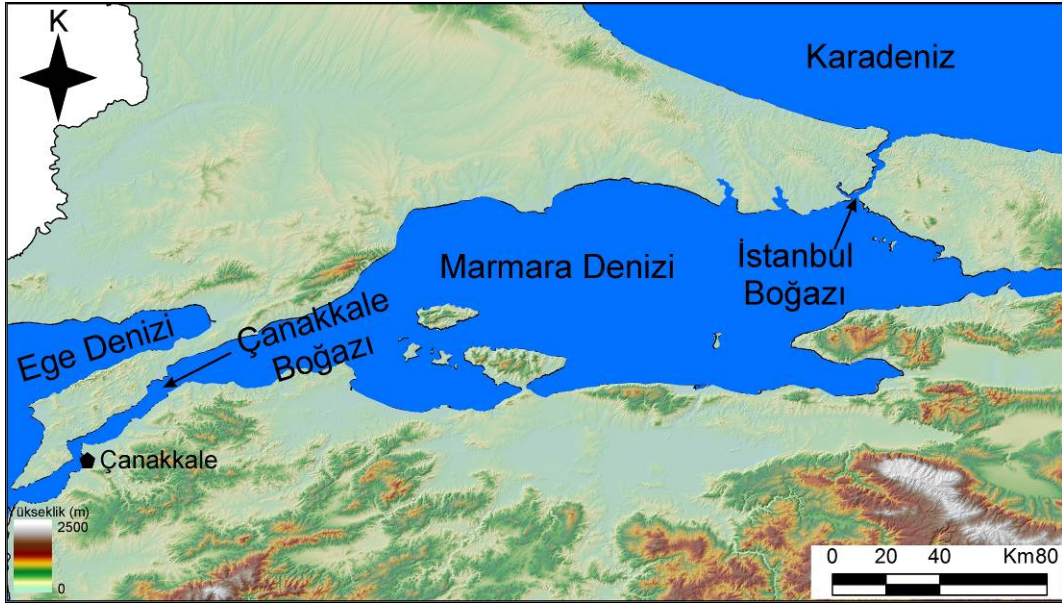 K
Karadeniz
Marmara Denizi
İstanbul
Boğazı
Ege Denizi
Çanakkale
Boğazı
Çanakkale
Yükseklik (m)
2500
0
0 20 40 Km80